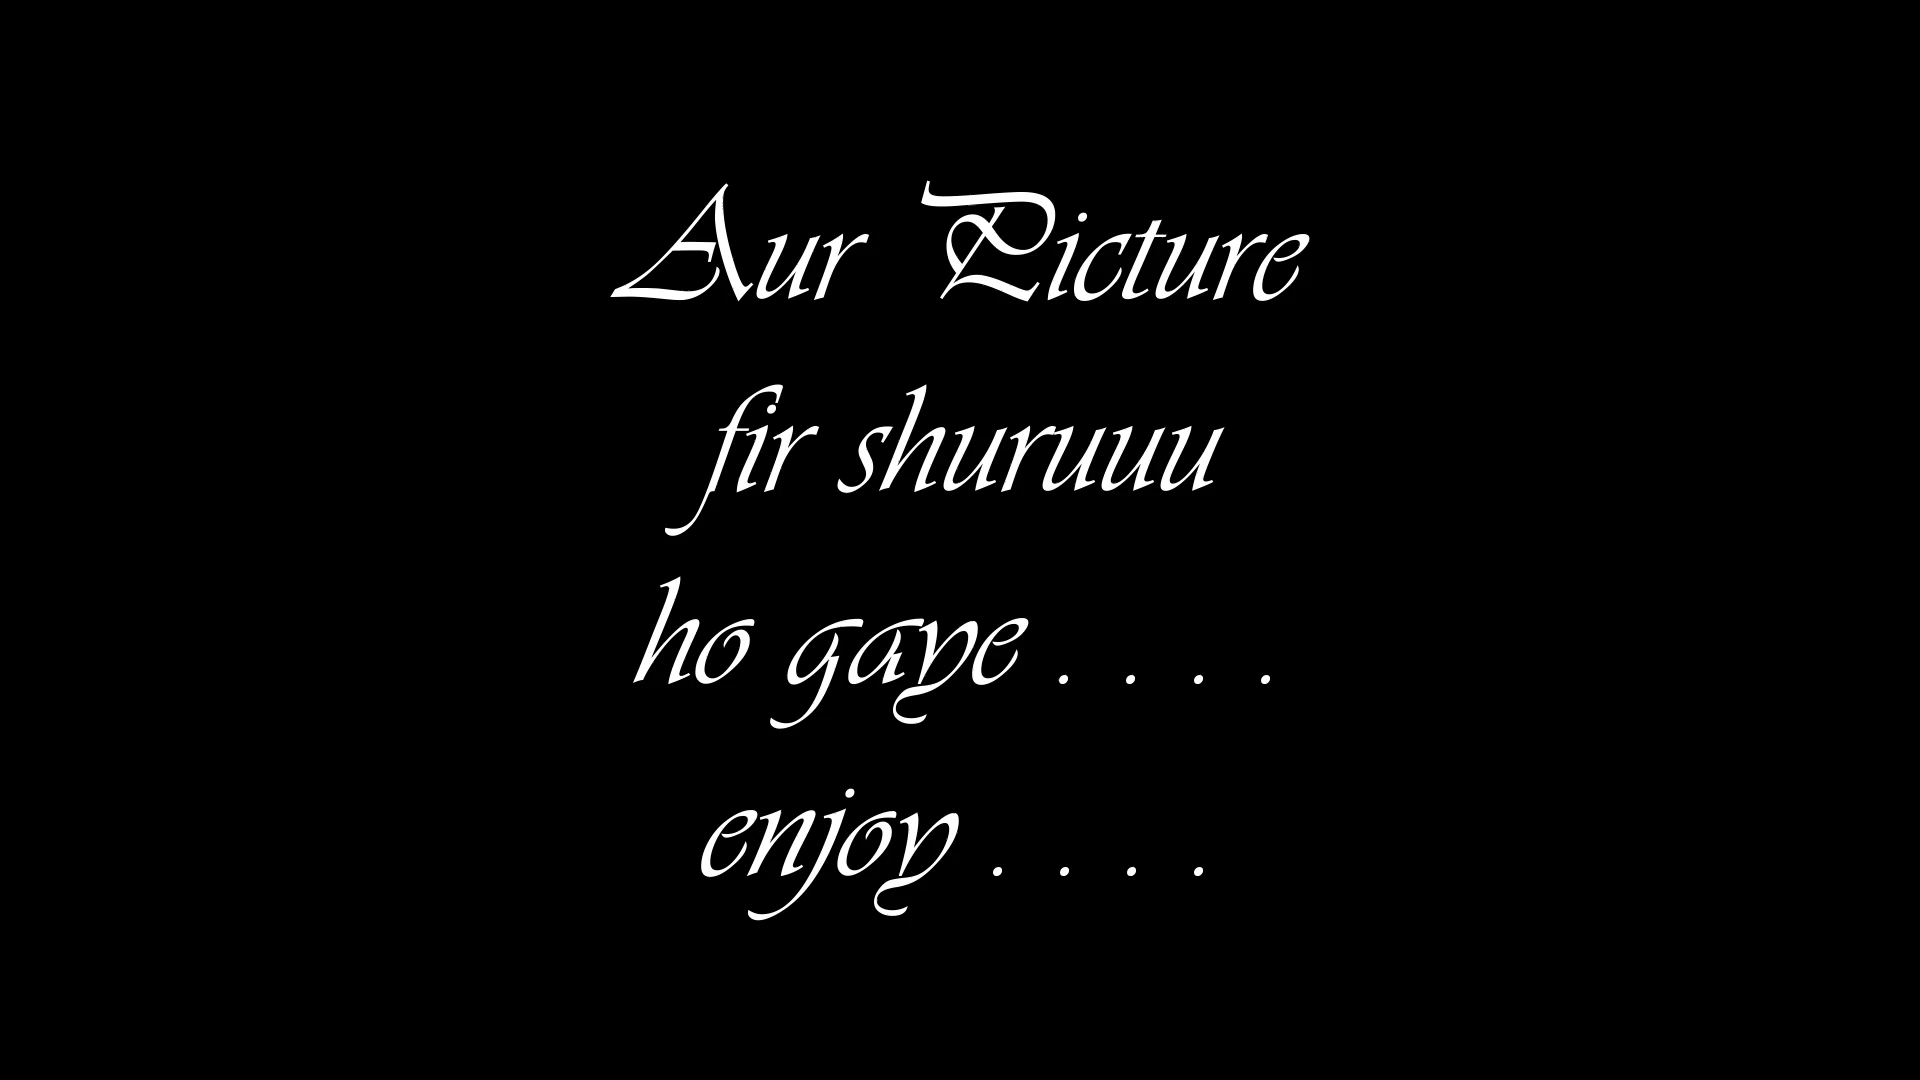 Aur Picture
fir shuruuu
ho gaye . . . .
enjoy . . . .